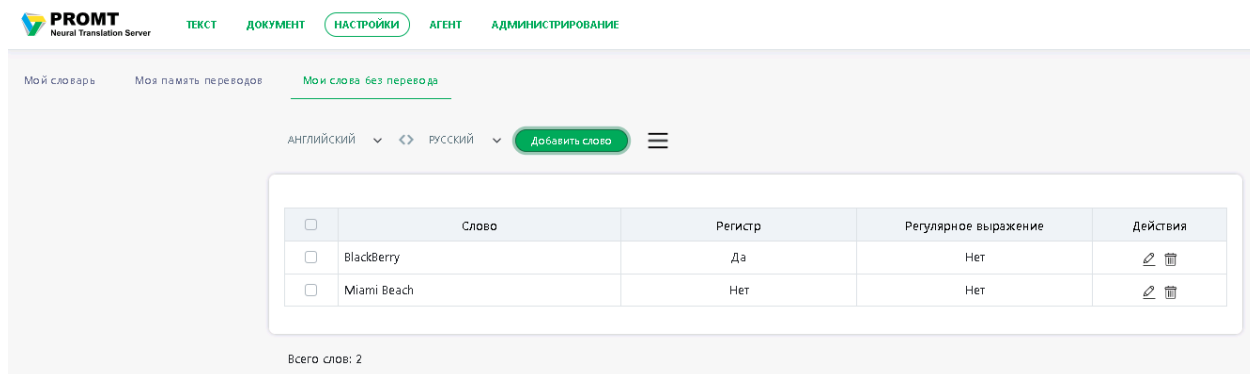 PROMT
Neural Translation Server
ТЕКСТ ДОКУМЕНТ НАСТРОЙКИ АГЕНТ АДМИНИСТРИРОВАНИЕ
Мой словарь Моя память переводов Мои слова без перевода
АНГЛИЙСКИЙ РУССКИЙ Добавить слово
Слово Регистр Регулярное выражение Действия
BlackBerry Да Нет
Miami Beach Нет Нет
Всего слов: 2